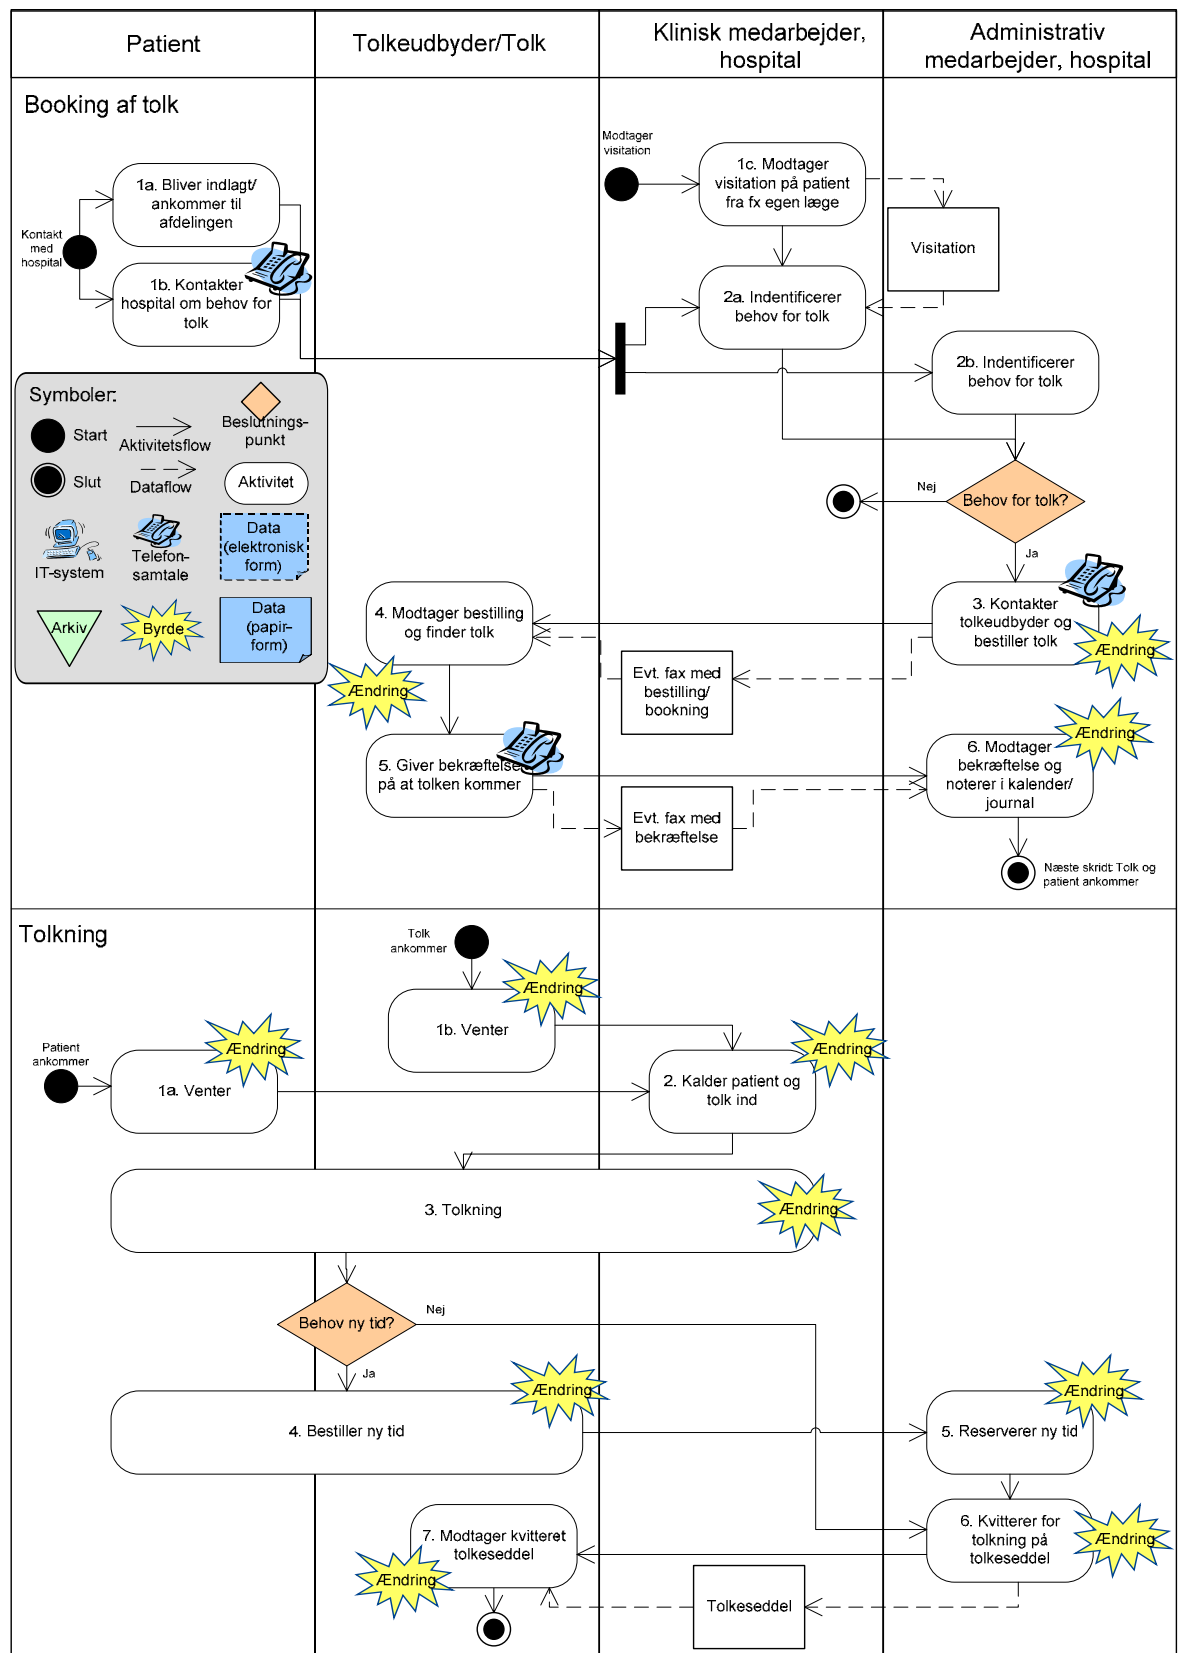 Patient
Tolkeudbyder/Tolk
Klinisk medarbejder,
hospital
Administrativ
medarbejder, hospital
Booking af tolk
Modtager
visitation
1c. Modtager
visitation på patient
fra fx egen læge
1a. Bliver indlagt/
ankommer til
afdelingen
Kontakt
med
hospital
Visitation
1b. Kontakter
hospital om behov for
tolk
2a. Indentificerer
behov for tolk
2b. Indentificerer
behov for tolk
Symboler:
Start
Aktivitetsflow
Beslutnings-
punkt
Slut
Dataflow
Aktivitet
IT-system
Telefon-
samtale
Data
(elektronisk
form)
Arkiv
Byrde
Data
(papir-
form)
Nej
Behov for tolk?
Ja
4. Modtager bestilling
og finder tolk
3. Kontakter
tolkeudbyder og
bestiller tolk
Ændring
Ændring
Evt. fax med
bestilling/
bookning
Ændring
5. Giver bekræftelse
på at tolken kommer
6. Modtager
bekræftelse og
noterer i kalender/
journal
Evt. fax med
bekræftelse
Næste skridt: Tolk og
patient ankommer
Tolkning
Tolk
ankommer
Ændring
1b. Venter
Patient
ankommer
Ændring
1a. Venter
Ændring
2. Kalder patient og
tolk ind
3. Tolkning
Ændring
Behov ny tid?
Nej
Ja
Ændring
4. Bestiller ny tid
Ændring
5. Reserverer ny tid
7. Modtager kvitteret
tolkeseddel
Ændring
6. Kvitterer for
tolkning på
tolkeseddel
Ændring
Tolkeseddel